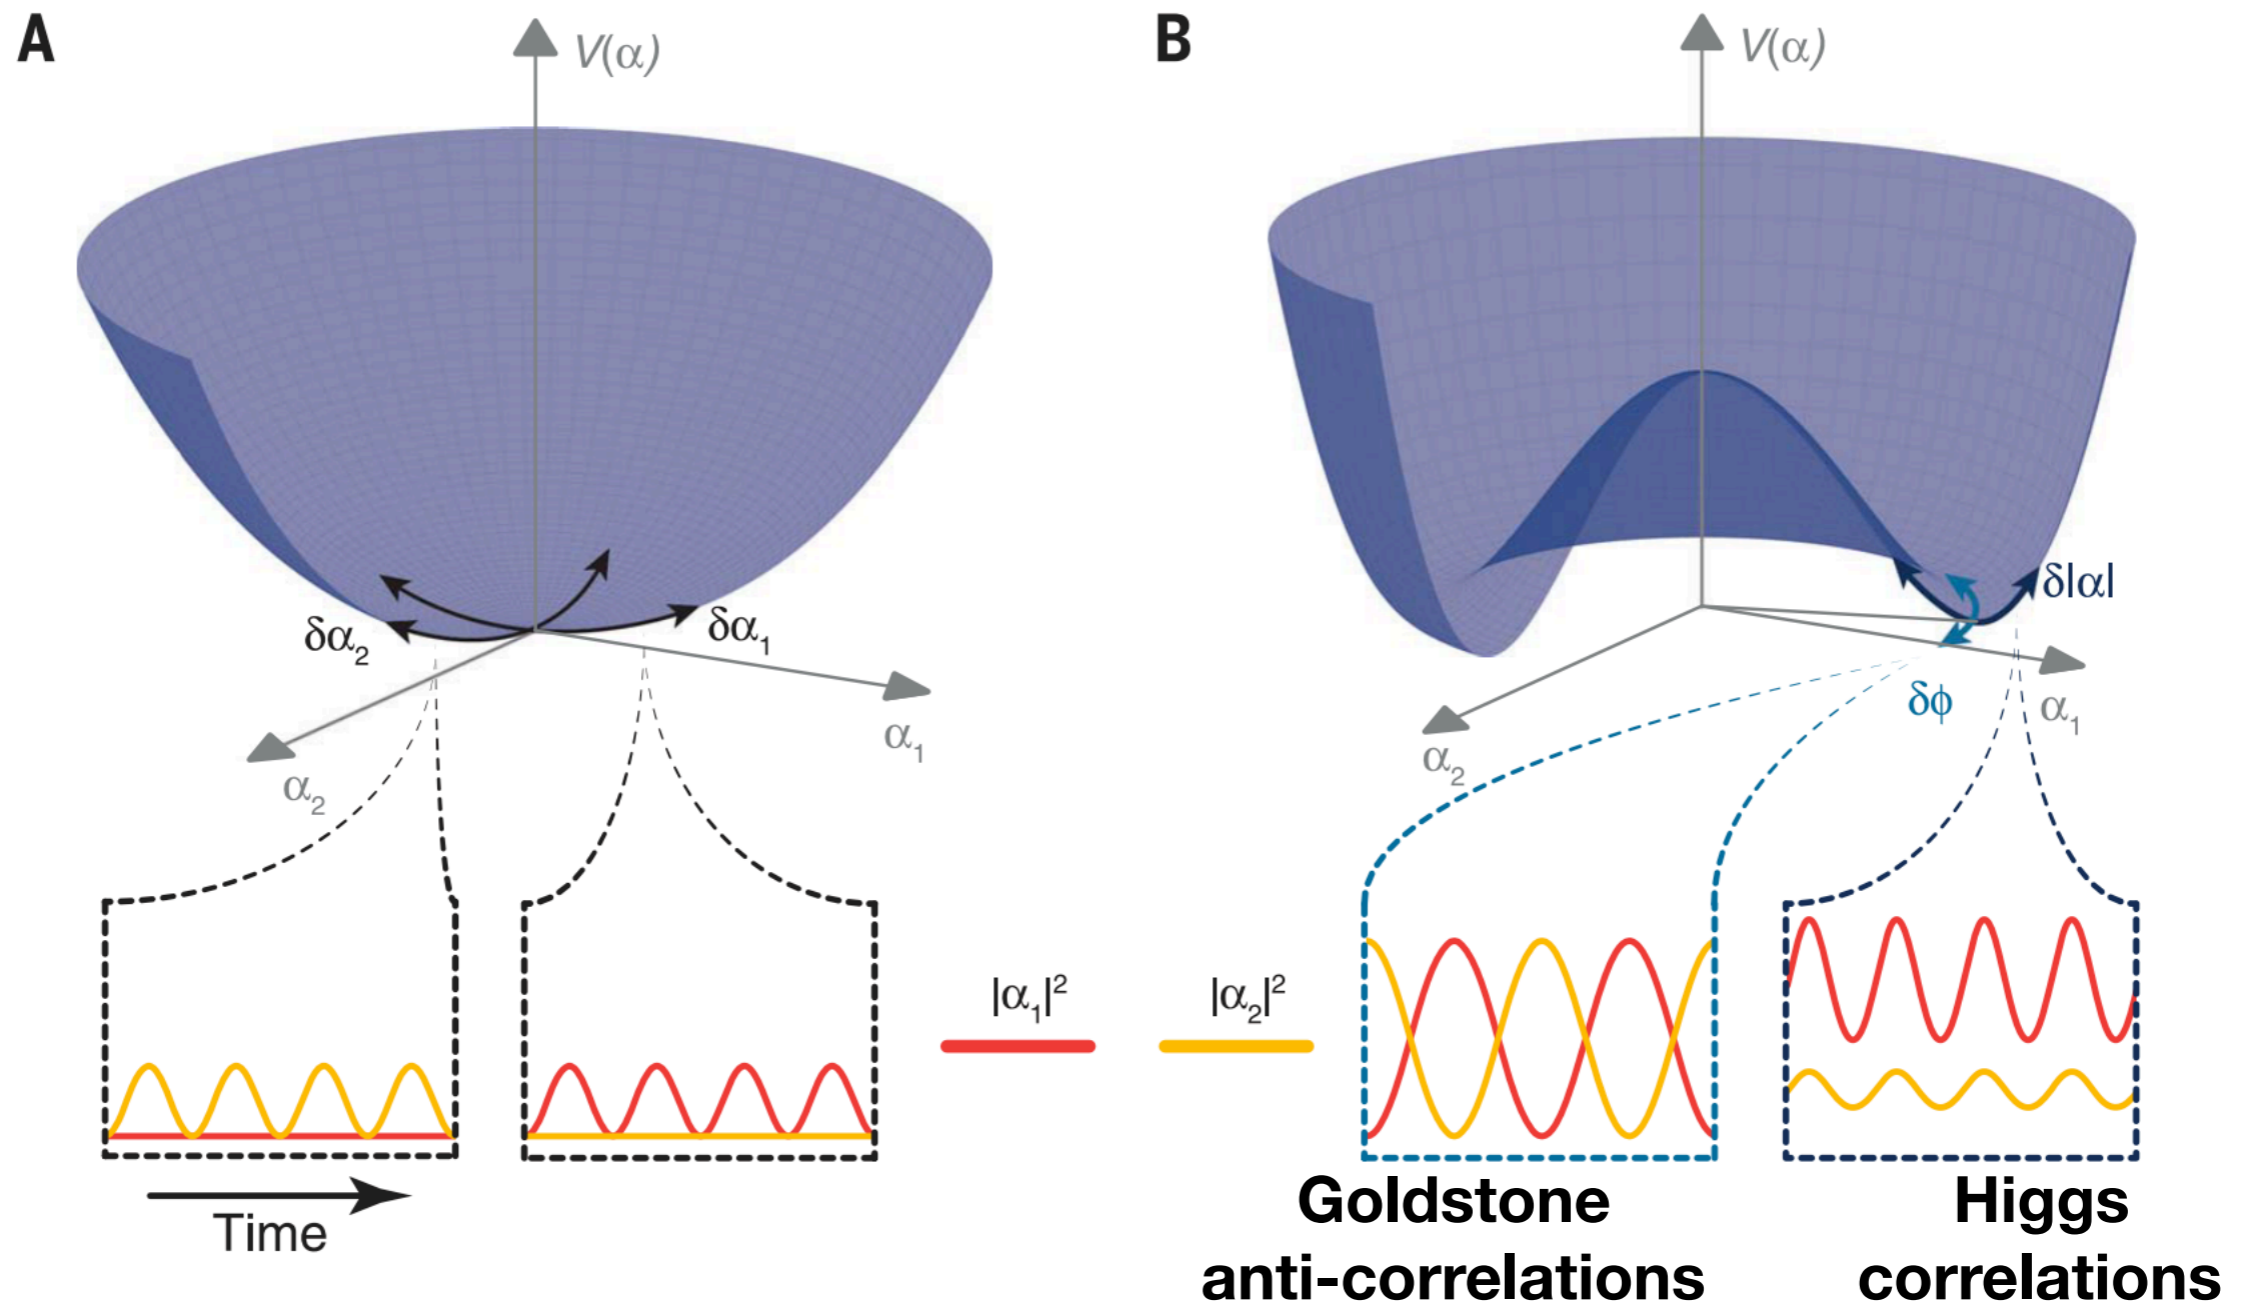 A
V(α)
δα2
δα1
α1
α2
Time
|α1|²
|α2|²
B
V(α)
δ|α|
δϕ
α1
α2
Goldstone
anti-correlations
Higgs
correlations